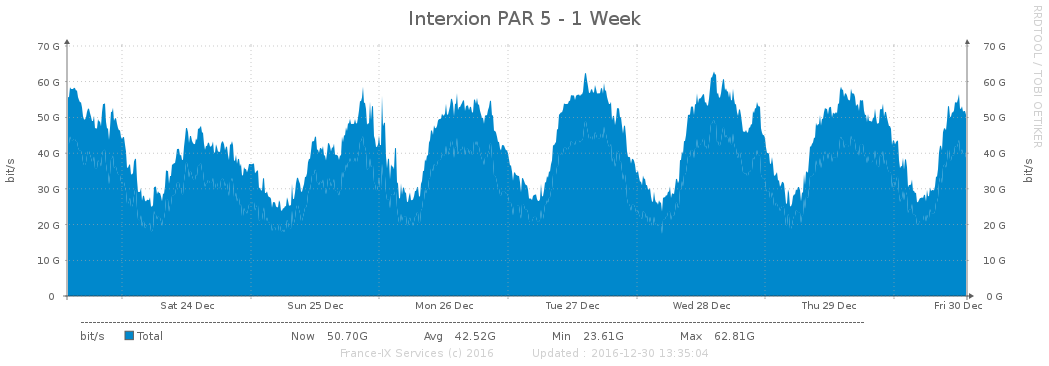 Interxion PAR 5 - 1 Week
RRDTOOL / TOBI OETIKER
bit/s
70 G 70 G
60 G 60 G
50 G 50 G
40 G 40 G
30 G 30 G
20 G 20 G
10 G 10 G
0 0 G
bit/s
Sat 24 Dec Sun 25 Dec Mon 26 Dec Tue 27 Dec Wed 28 Dec Thu 29 Dec Fri 30 Dec
bit/s Total Now 50.70G Avg 42.52G Min 23.61G Max 62.81G
France-IX Services (c) 2016 Updated : 2016-12-30 13:35:04